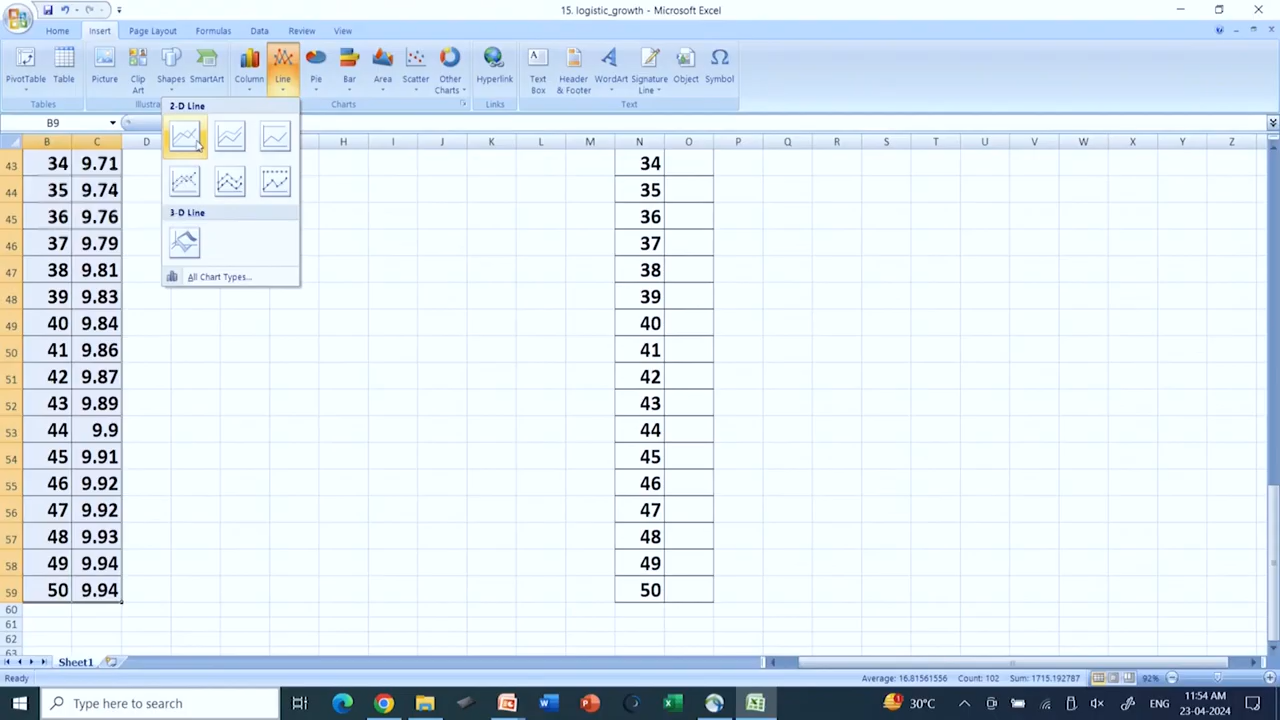 15. logistic_growth - Microsoft Excel
Home Insert Page Layout Formulas Data Review View
PivotTable Table Picture Clip Art Shapes SmartArt Column Line Pie Bar Area Scatter Other Charts Hyperlink Text Box Header & Footer WordArt Signature Line Object Symbol
Tables Illustr Charts Links Text
2-D Line
3-D Line
All Chart Types...
B9
B C D H I J K L M N O P Q R S T U V W X Y Z
43 34 9.71 34
44 35 9.74 35
45 36 9.76 36
46 37 9.79 37
47 38 9.81 38
48 39 9.83 39
49 40 9.84 40
50 41 9.86 41
51 42 9.87 42
52 43 9.89 43
53 44 9.9 44
54 45 9.91 45
55 46 9.92 46
56 47 9.92 47
57 48 9.93 48
58 49 9.94 49
59 50 9.94 50
60
61
62
63
Sheet1
Ready Average: 16.81561556 Count: 102 Sum: 1715.192787 92%
Type here to search 30°C ENG 11:54 AM
23-04-2024